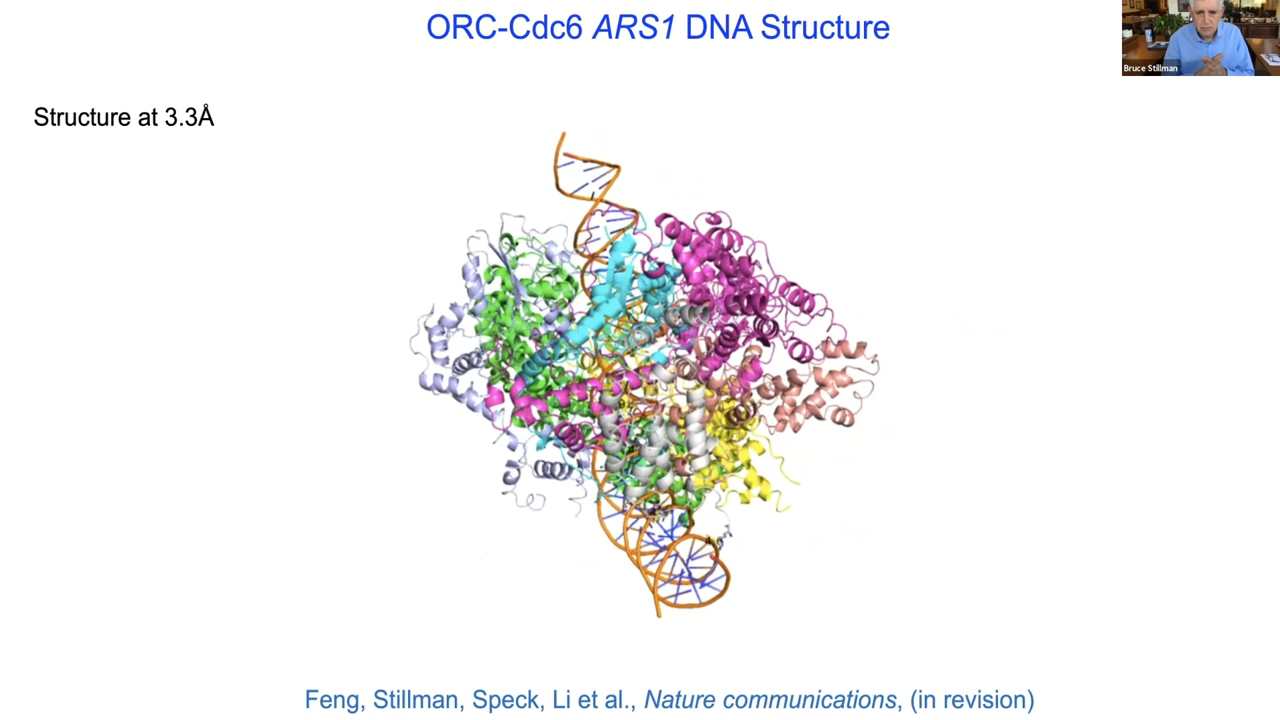 ORC-Cdc6 ARS1 DNA Structure
Bruce Stillman
Structure at 3.3Å
Feng, Stillman, Speck, Li et al., Nature communications, (in revision)